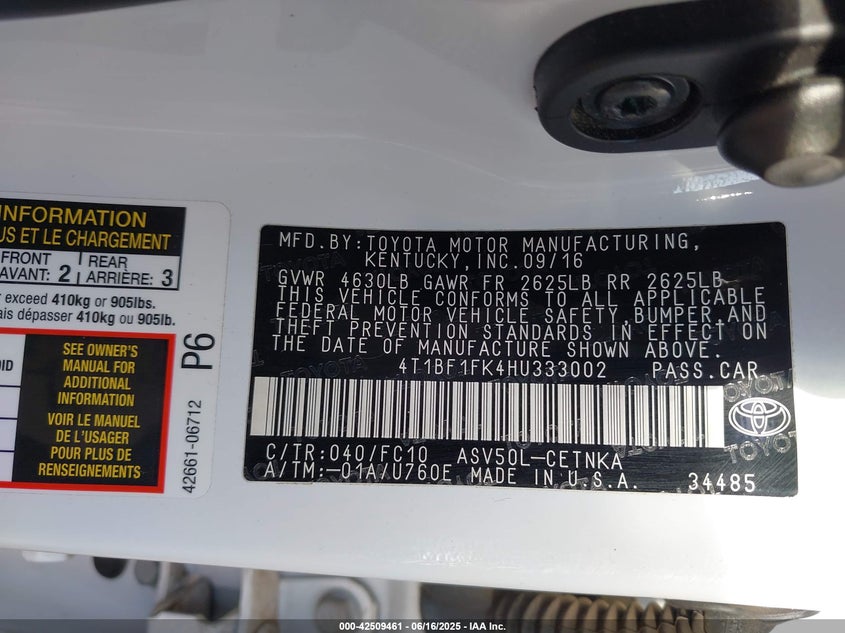 INFORMATION
US ET LE CHARGEMENT
FRONT
AVANT: 2
REAR
ARRIÈRE: 3
r exceed 410kg or 905lbs.
ais dépasser 410kg ou 905lb.
OID
SEE OWNER'S
MANUAL FOR
ADDITIONAL
INFORMATION
VOIR LE MANUEL
DE L'USAGER
POUR PLUS DE
RENSEIGNEMENTS
P6
42661-06712
MFD.BY:TOYOTA MOTOR MANUFACTURING,
KENTUCKY,INC.09/16
GVWR 4630LB GAWR FR 2625LB RR 2625LB
THIS VEHICLE CONFORMS TO ALL APPLICABLE
FEDERAL MOTOR VEHICLE SAFETY,BUMPER,AND
THEFT PREVENTION STANDARDS IN EFFECT ON
THE DATE OF MANUFACTURE SHOWN ABOVE.
4T1BF1FK4HU333002 PASS.CAR
C/TR:040/FC10 ASV50L-CETNKA
A/TM:-01A/U760E MADE IN U.S.A. 34485
TOYOTA
000-42509461 - 06/16/2025 - IAA Inc.